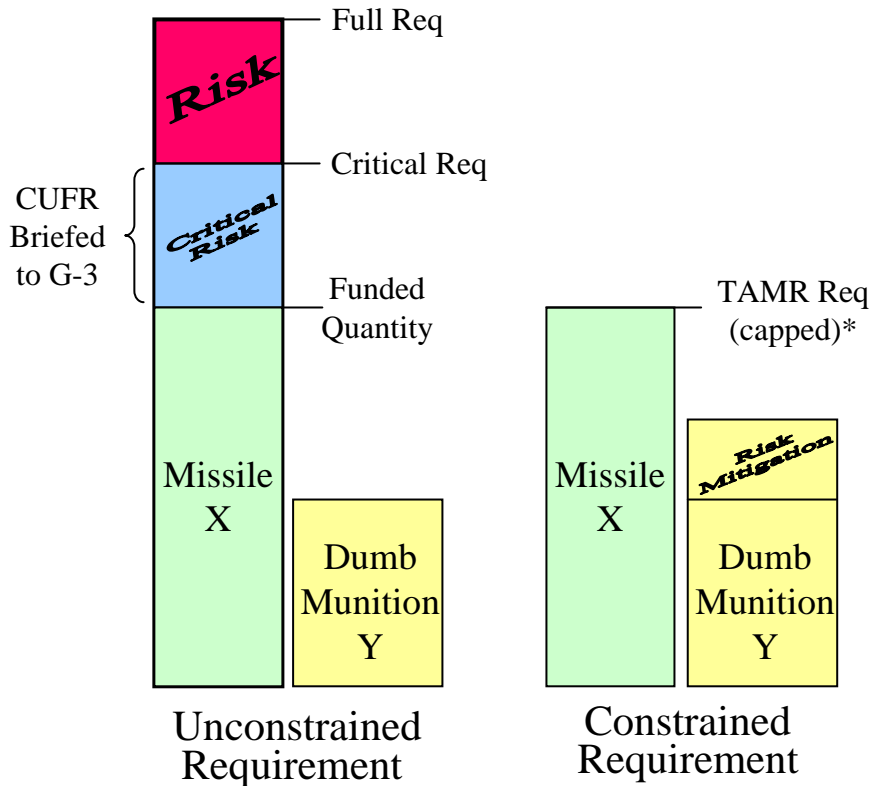 Full Req
Risk
Critical Req
CUFR
Briefed
to G-3
Critical
Risk
Funded
Quantity
TAMR Req
(capped)*
Missile
X
Dumb
Munition
Y
Missile
X
Risk
Mitigation
Dumb
Munition
Y
Unconstrained
Requirement
Constrained
Requirement